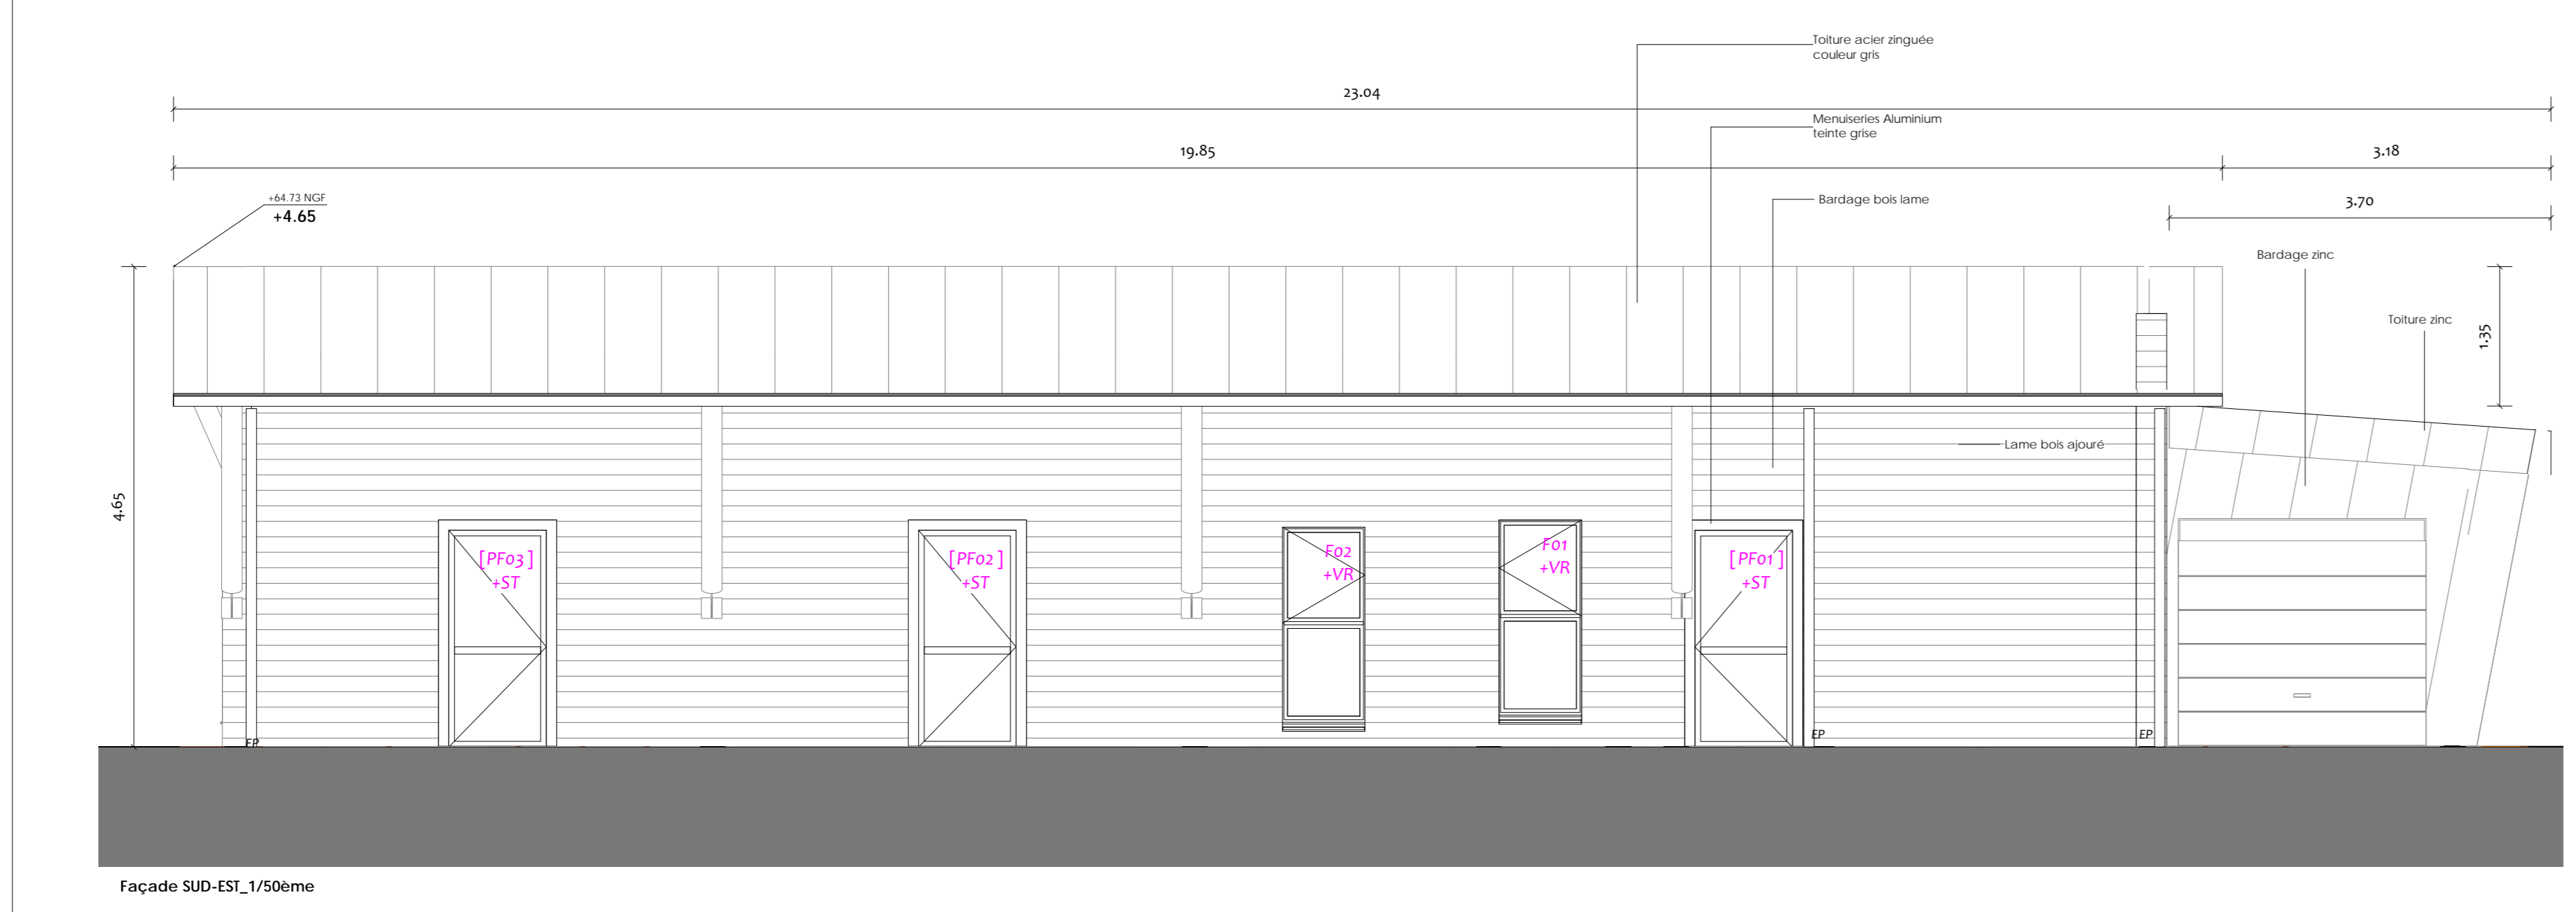 Toiture acier zinguée
couleur gris
23.04
Menuiseries Aluminium
teinte grise
19.85
3.18
+64.73 NGF
+4.65
Bardage bois lame
3.70
Bardage zinc
Toiture zinc
1.35
Lame bois ajouré
4.65
[PF03]
+ST
[PF02]
+ST
F02
+VR
F01
+VR
[PF01]
+ST
EP
EP
EP
Façade SUD-EST_1/50ème